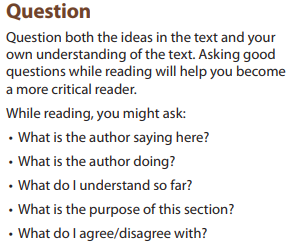 Question
Question both the ideas in the text and your
own understanding of the text. Asking good
questions while reading will help you become
a more critical reader.
While reading, you might ask:
• What is the author saying here?
• What is the author doing?
• What do I understand so far?
• What is the purpose of this section?
• What do I agree/disagree with?